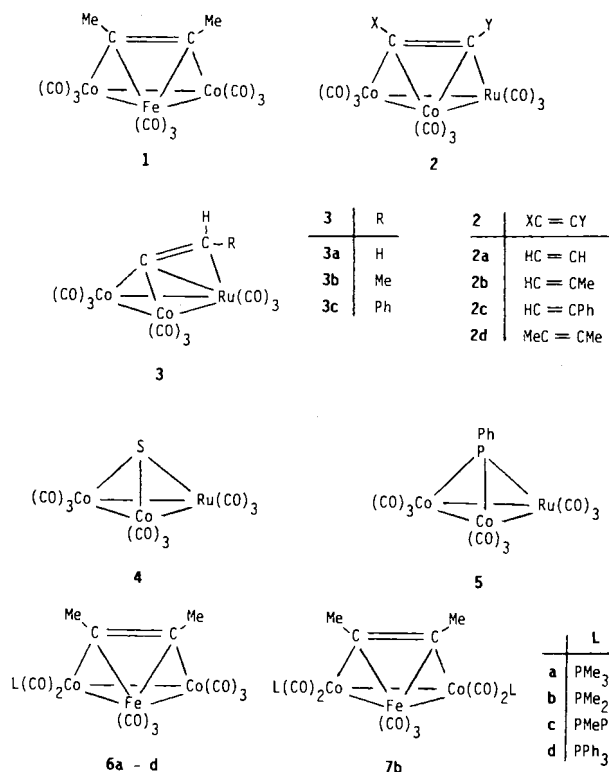 Me Me
C C
(CO)3Co Co(CO)3
Fe
(CO)3
1
X Y
C C
(CO)3Co Ru(CO)3
Co
(CO)3
2
H
C C-R
(CO)3Co Ru(CO)3
Co
(CO)3
3
3 R
3a H
3b Me
3c Ph
2 XC = CY
2a HC = CH
2b HC = CMe
2c HC = CPh
2d MeC = CMe
S
(CO)3Co Ru(CO)3
Co
(CO)3
4
Ph
P
(CO)3Co Ru(CO)3
Co
(CO)3
5
Me Me
C C
L(CO)2Co Co(CO)3
Fe
(CO)3
6a - d
Me Me
C C
L(CO)2Co Co(CO)2L
Fe
(CO)3
7b
L
a PMe3
b PMe2
c PMeP
d PPh3